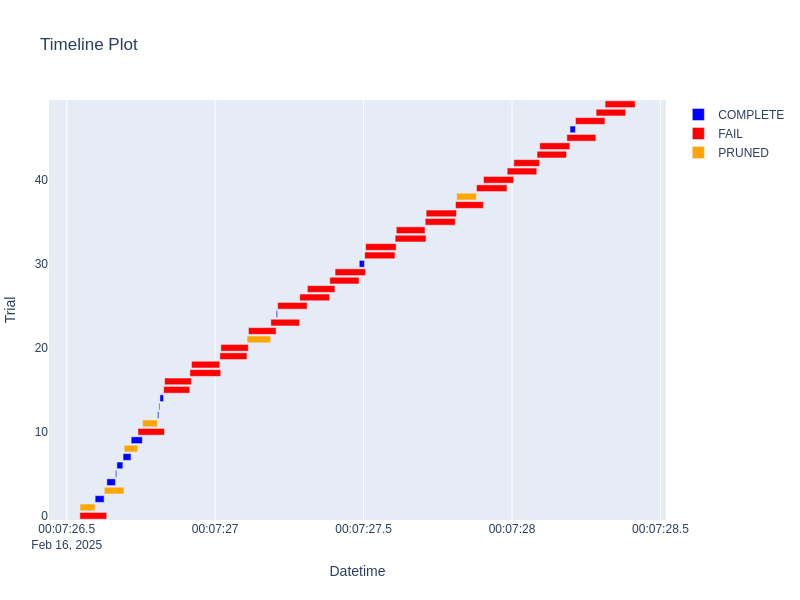 Timeline Plot
COMPLETE
FAIL
PRUNED
Trial
40
30
20
10
0
00:07:26.5
00:07:27
00:07:27.5
00:07:28
00:07:28.5
Feb 16, 2025
Datetime